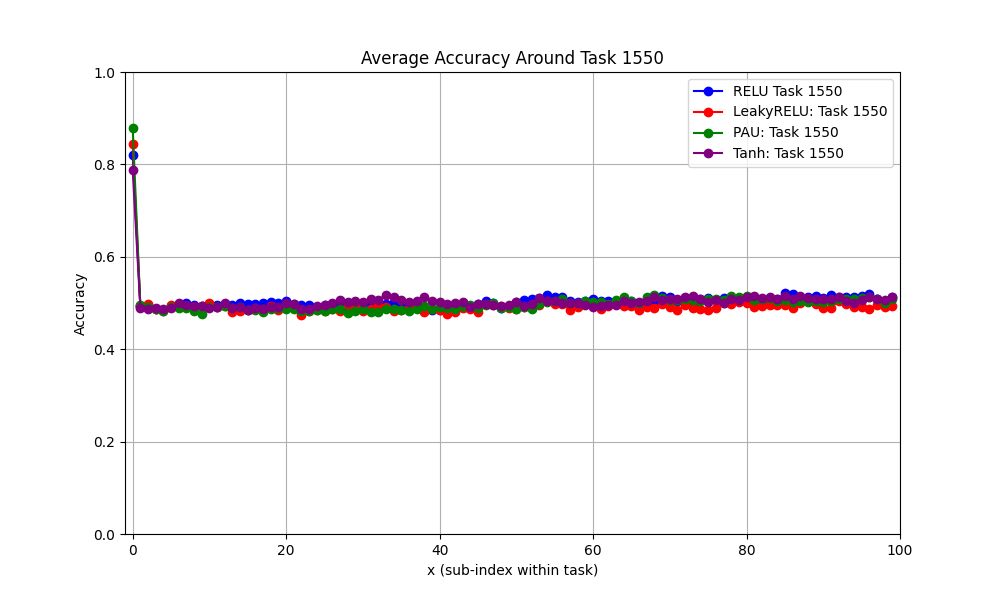 Average Accuracy Around Task 1550
1.0
0.8
0.6
0.4
0.2
0.0
Accuracy
RELU Task 1550
LeakyRELU: Task 1550
PAU: Task 1550
Tanh: Task 1550
0 20 40 60 80 100
x (sub-index within task)